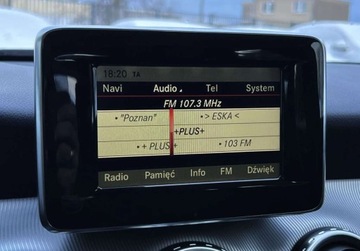 18:20 TA
Navi Audio Tel System
FM 107.3 MHz
• "Poznan" • > ESKA <
+PLUS+
• + PLUS • 103 FM
Radio Pamięć Info FM Dźwięk